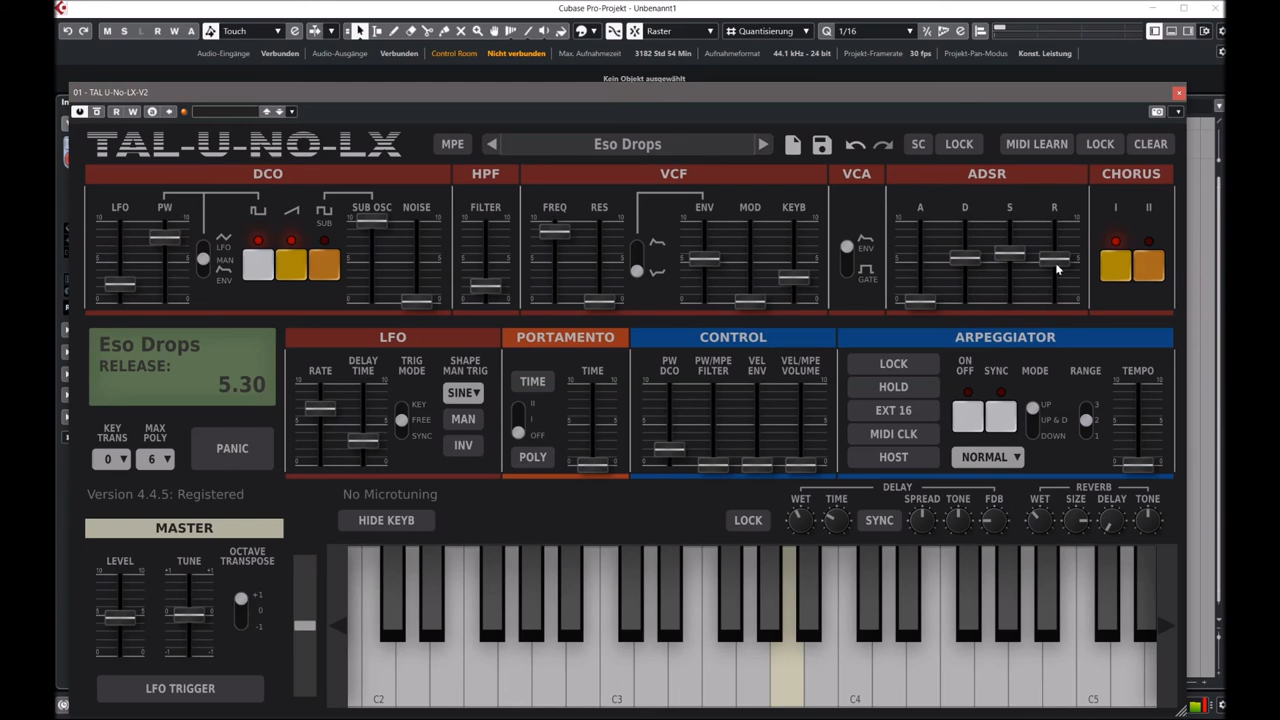 Cubase Pro-Projekt - Unbenannt1
M S L R W A Touch Raster Quantisierung Q 1/16
Audio-Eingänge Verbunden Audio-Ausgänge Verbunden Control Room Nicht verbunden Max. Aufnahmezeit 3182 Std 54 Min Aufnahmeformat 44.1 kHz - 24 bit Projekt-Framerate 30 fps Projekt-Pan-Modus Konst. Leistung
Kein Objekt ausgewählt
01 - TAL U-No-LX-V2
R W
TAL-U-NO-LX MPE Eso Drops SC LOCK MIDI LEARN LOCK CLEAR
DCO HPF VCF VCA ADSR CHORUS
LFO PW SUB OSC NOISE FILTER FREQ RES ENV MOD KEYB A D S R I II
SUB
LFO
MAN
ENV
ENV
GATE
Eso Drops
RELEASE:
5.30
LFO PORTAMENTO CONTROL ARPEGGIATOR
RATE DELAY TIME TRIG MODE SHAPE MAN TRIG
TIME TIME
PW DCO PW/MPE FILTER VEL ENV VEL/MPE VOLUME
LOCK ON OFF SYNC MODE RANGE TEMPO
SINE HOLD
KEY FREE SYNC MAN II I OFF EXT 16 UP UP & D DOWN 3 2 1
INV MIDI CLK
POLY HOST NORMAL
KEY TRANS MAX POLY PANIC
0 6
Version 4.4.5: Registered No Microtuning
DELAY REVERB
WET TIME SPREAD TONE FDB WET SIZE DELAY TONE
MASTER HIDE KEYB LOCK SYNC
LEVEL TUNE OCTAVE TRANSPOSE
+1
0
-1
LFO TRIGGER
C2 C3 C4 C5